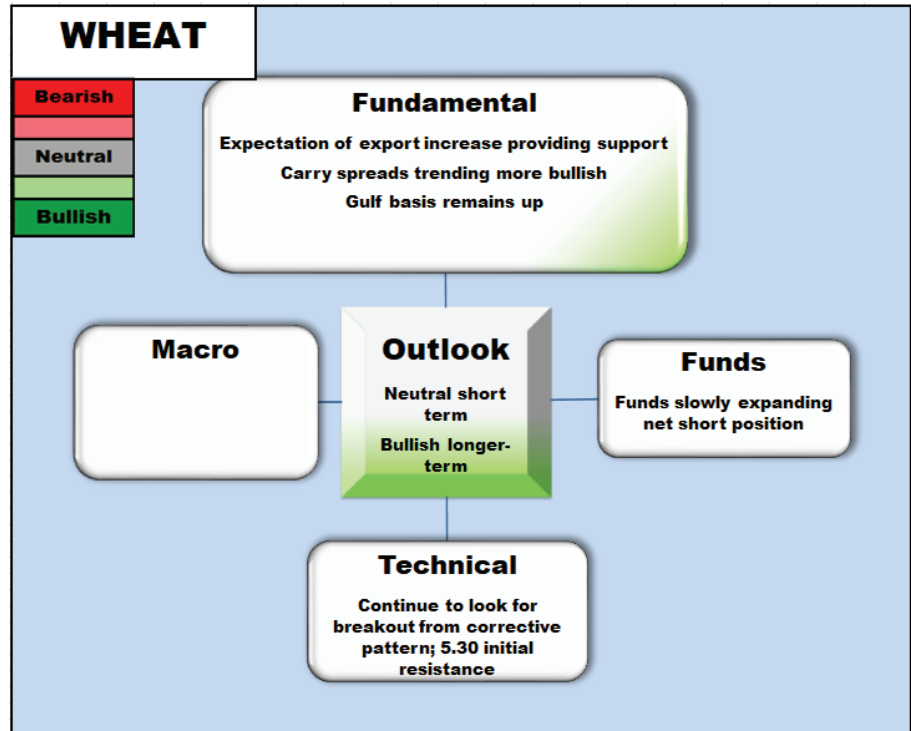 WHEAT
Bearish
Neutral
Bullish
Fundamental
Expectation of export increase providing support
Carry spreads trending more bullish
Gulf basis remains up
Macro
Outlook
Neutral short
term
Bullish longer-
term
Funds
Funds slowly expanding
net short position
Technical
Continue to look for
breakout from corrective
pattern; 5.30 initial
resistance